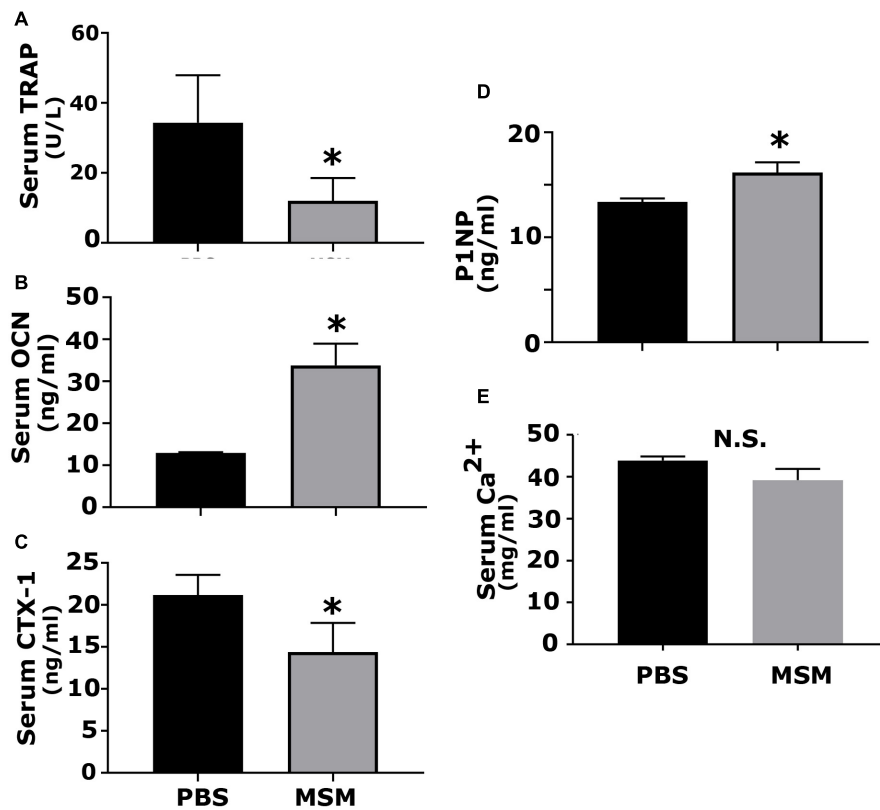 A
Serum TRAP
(U/L)
60
40
20
0
*
B
Serum OCN
(ng/ml)
50
40
30
20
10
0
*
C
Serum CTX-1
(ng/ml)
25
20
15
10
5
0
*
PBS MSM
D
P1NP
(ng/ml)
20
10
0
*
E
Serum Ca2+
(mg/ml)
50
40
30
20
10
0
N.S.
PBS MSM